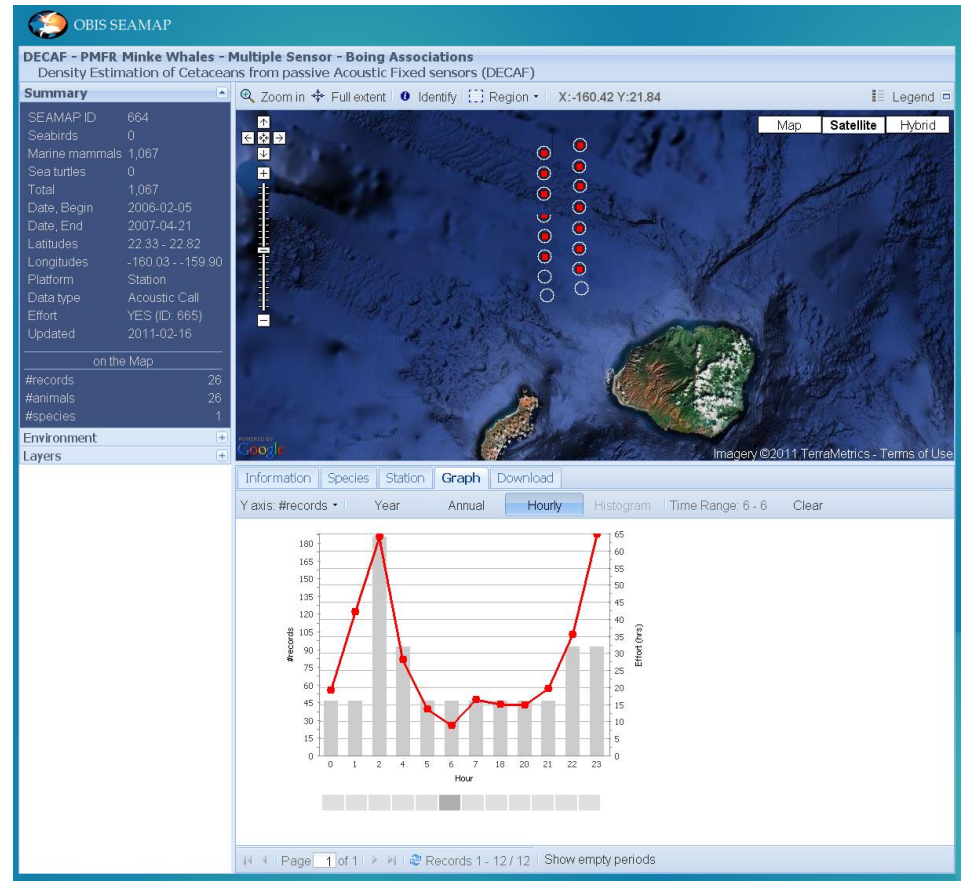 OBIS SEAMAP
DECAF - PMFR Minke Whales - Multiple Sensor - Boing Associations
Density Estimation of Cetaceans from passive Acoustic Fixed sensors (DECAF)
Summary
Zoom in Full extent Identify Region X:-160.42 Y:21.84 Legend
SEAMAP ID 664
Seabirds 0
Marine mammals 1,067
Sea turtles 0
Total 1,067
Date, Begin 2006-02-05
Date, End 2007-04-21
Latitudes 22.33 - 22.82
Longitudes -160.03 - -159.90
Platform Station
Data type Acoustic Call
Effort YES (ID: 665)
Updated 2011-02-16
on the Map
#records 26
#animals 26
#species 1
Environment
Layers
Map Satellite Hybrid
POWERED BY
Google
Imagery ©2011 TerraMetrics - Terms of Use
Information Species Station Graph Download
Y axis: #records Year Annual Hourly Histogram Time Range: 6 - 6 Clear
180
165
150
135
120
105
90
75
60
45
30
15
0
#records
65
60
55
50
45
40
35
30
25
20
15
10
5
0
Effort (hrs)
0 1 2 4 5 6 7 18 20 21 22 23
Hour
Page 1 of 1 Records 1 - 12 / 12 Show empty periods